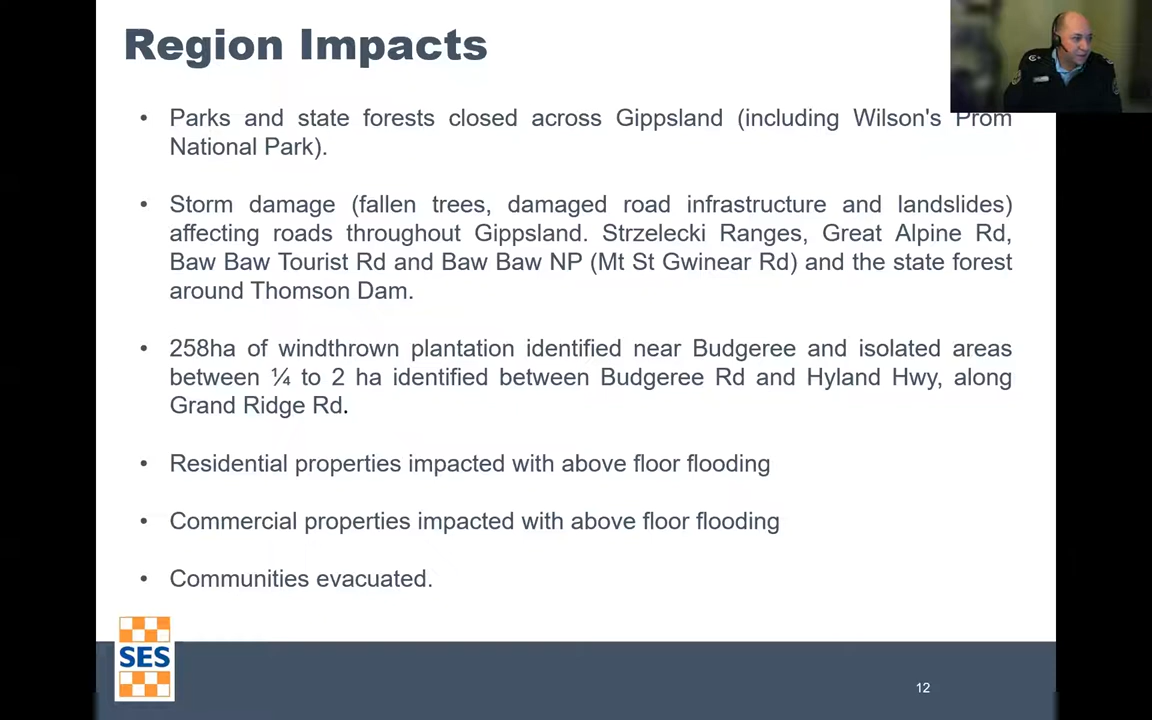 Region Impacts
• Parks and state forests closed across Gippsland (including Wilson's Prom
National Park).
• Storm damage (fallen trees, damaged road infrastructure and landslides)
affecting roads throughout Gippsland. Strzelecki Ranges, Great Alpine Rd,
Baw Baw Tourist Rd and Baw Baw NP (Mt St Gwinear Rd) and the state forest
around Thomson Dam.
• 258ha of windthrown plantation identified near Budgeree and isolated areas
between ¼ to 2 ha identified between Budgeree Rd and Hyland Hwy, along
Grand Ridge Rd.
• Residential properties impacted with above floor flooding
• Commercial properties impacted with above floor flooding
• Communities evacuated.
SES
12